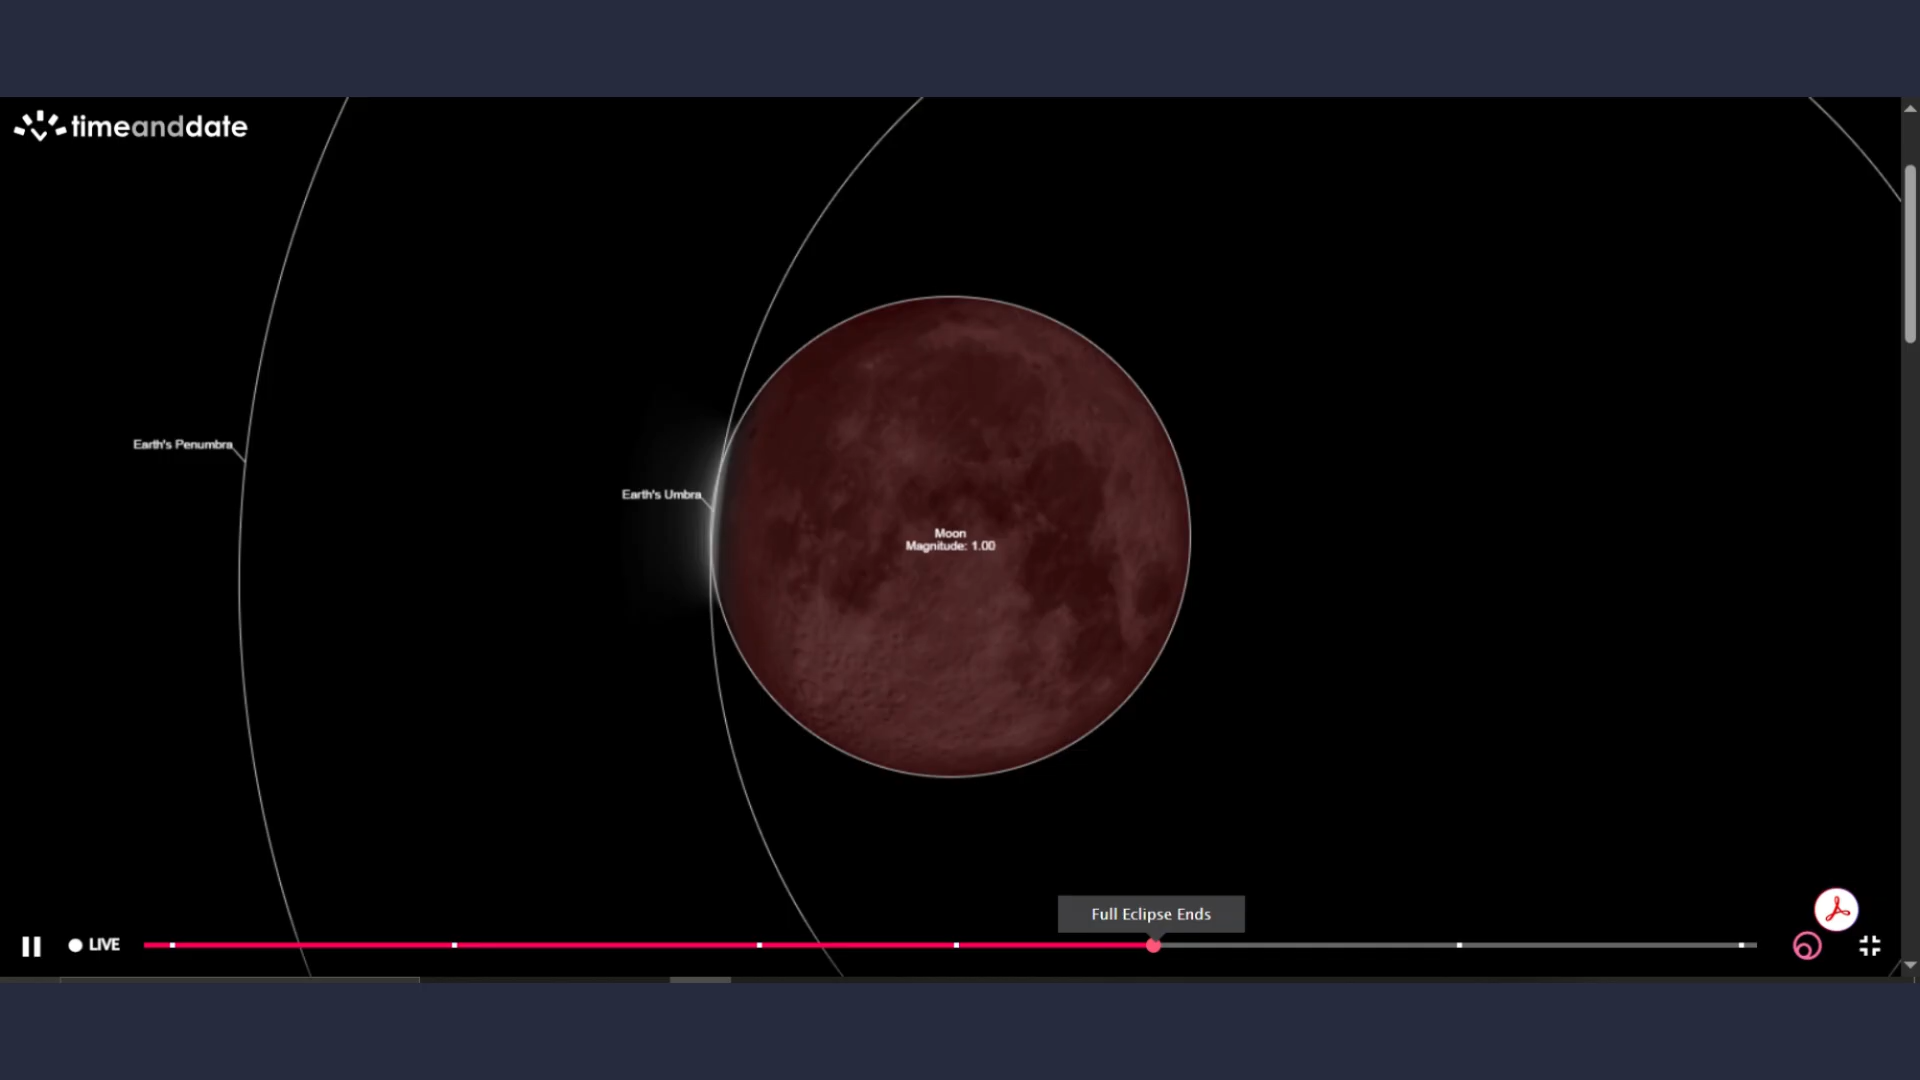 timeanddate
Earth's Penumbra
Earth's Umbra
Moon
Magnitude: 1.00
Full Eclipse Ends
LIVE